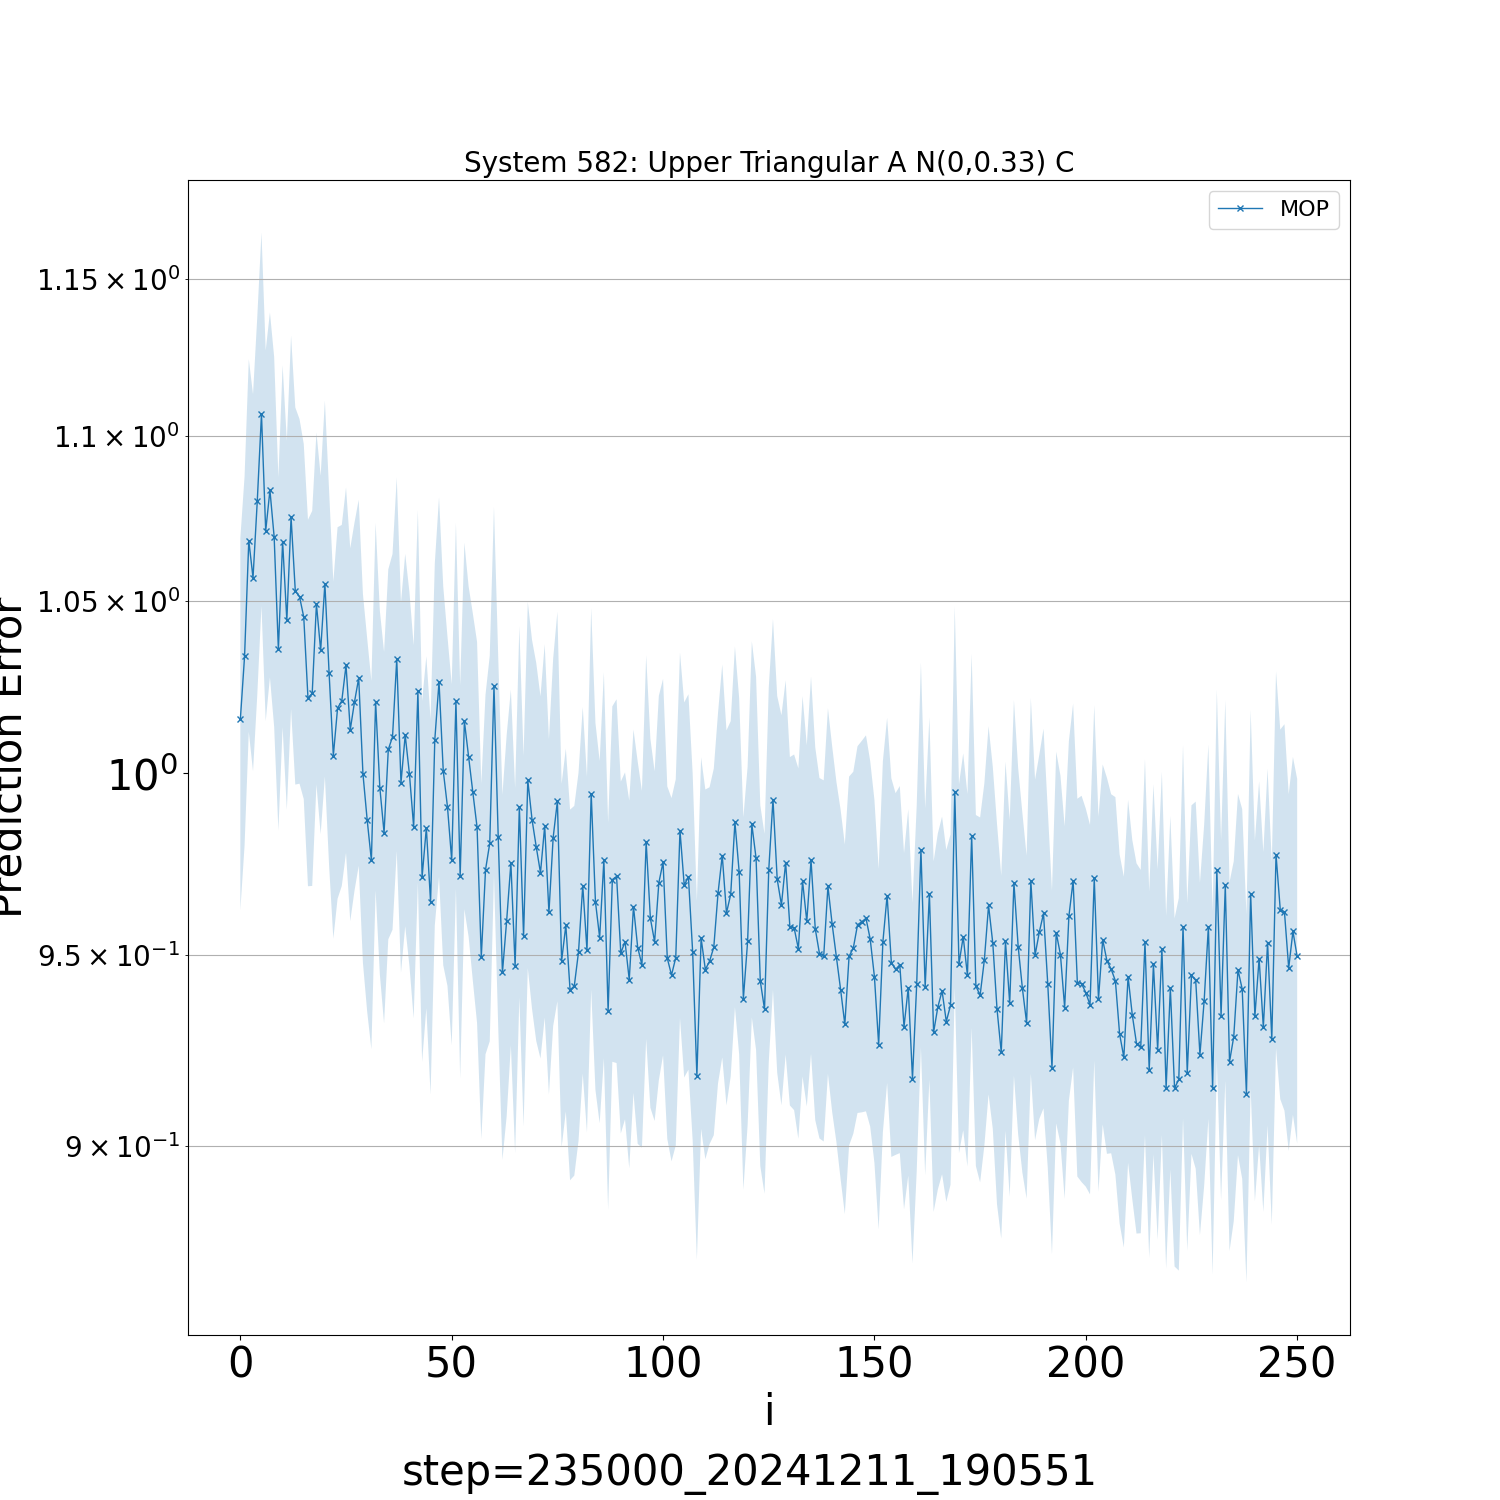 System 582: Upper Triangular A N(0,0.33) C
MOP
1.15 × 10⁰
1.1 × 10⁰
1.05 × 10⁰
10⁰
9.5 × 10⁻¹
9 × 10⁻¹
Prediction Error
0 50 100 150 200 250
i
step=235000_20241211_190551